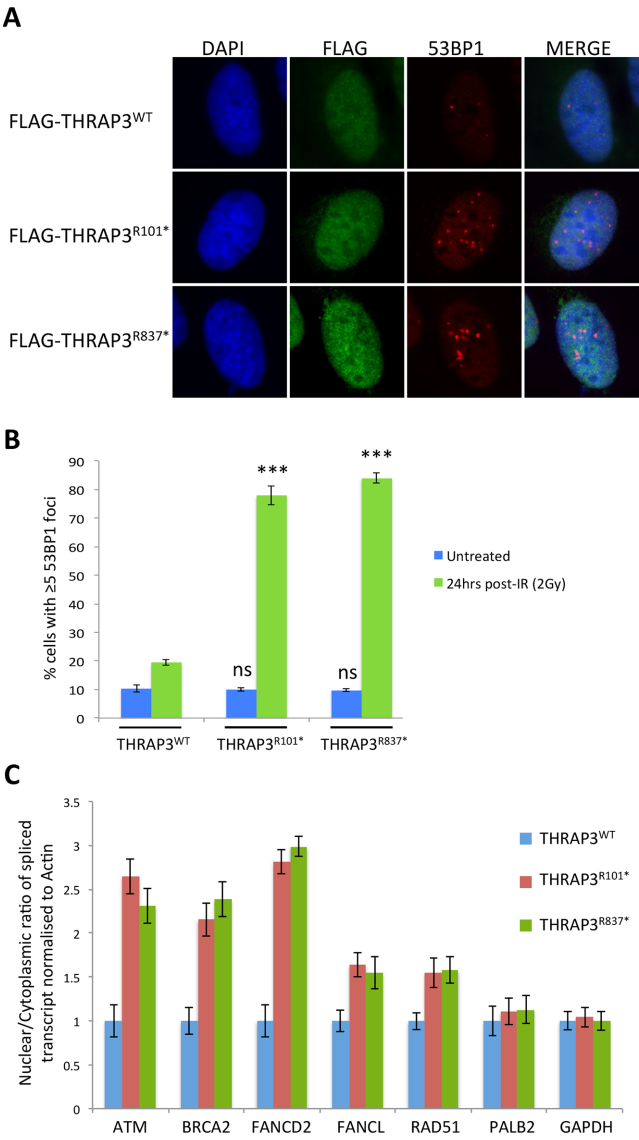 A
DAPI FLAG 53BP1 MERGE
FLAG-THRAP3WT
FLAG-THRAP3R101*
FLAG-THRAP3R837*
B
% cells with ≥5 53BP1 foci
90
80
70
60
50
40
30
20
10
0
***
***
ns
ns
Untreated
24hrs post-IR (2Gy)
THRAP3WT THRAP3R101* THRAP3R837*
C
Nuclear/Cytoplasmic ratio of spliced
transcript normalised to Actin
3.5
3
2.5
2
1.5
1
0.5
0
THRAP3WT
THRAP3R101*
THRAP3R837*
ATM BRCA2 FANCD2 FANCL RAD51 PALB2 GAPDH